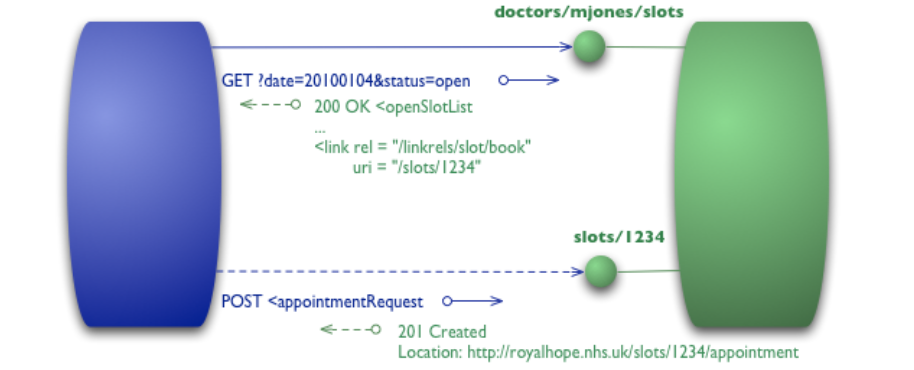 doctors/mjones/slots
GET ?date=20100104&status=open
200 OK <openSlotList
...
<link rel = "/linkrels/slot/book"
uri = "/slots/1234"
slots/1234
POST <appointmentRequest
201 Created
Location: http://royalhope.nhs.uk/slots/1234/appointment